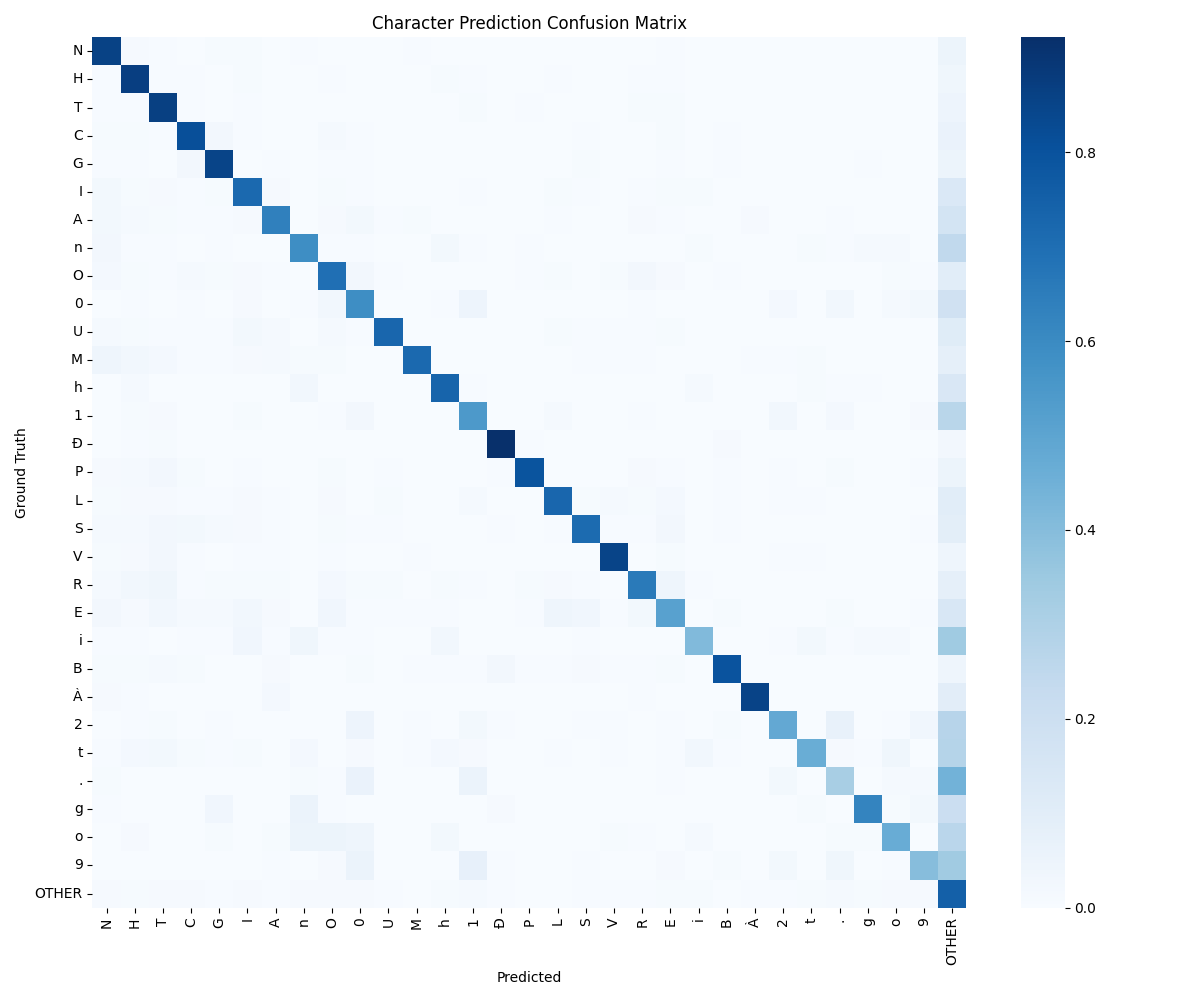 Character Prediction Confusion Matrix
Ground Truth
N
H
T
C
G
I
A
n
O
0
U
M
h
1
Đ
P
L
S
V
R
E
i
B
À
2
t
.
g
o
9
OTHER
N H T C G I A n O 0 U M h 1 Đ P L S V R E i B À 2 t . g o 9 OTHER
Predicted
0.8
0.6
0.4
0.2
0.0